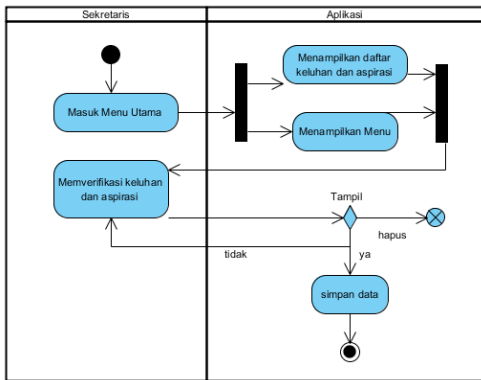 Sekretaris
Aplikasi
Menampilkan daftar
keluhan dan aspirasi
Masuk Menu Utama
Menampilkan Menu
Memverifikasi keluhan
dan aspirasi
Tampil
hapus
tidak
ya
simpan data